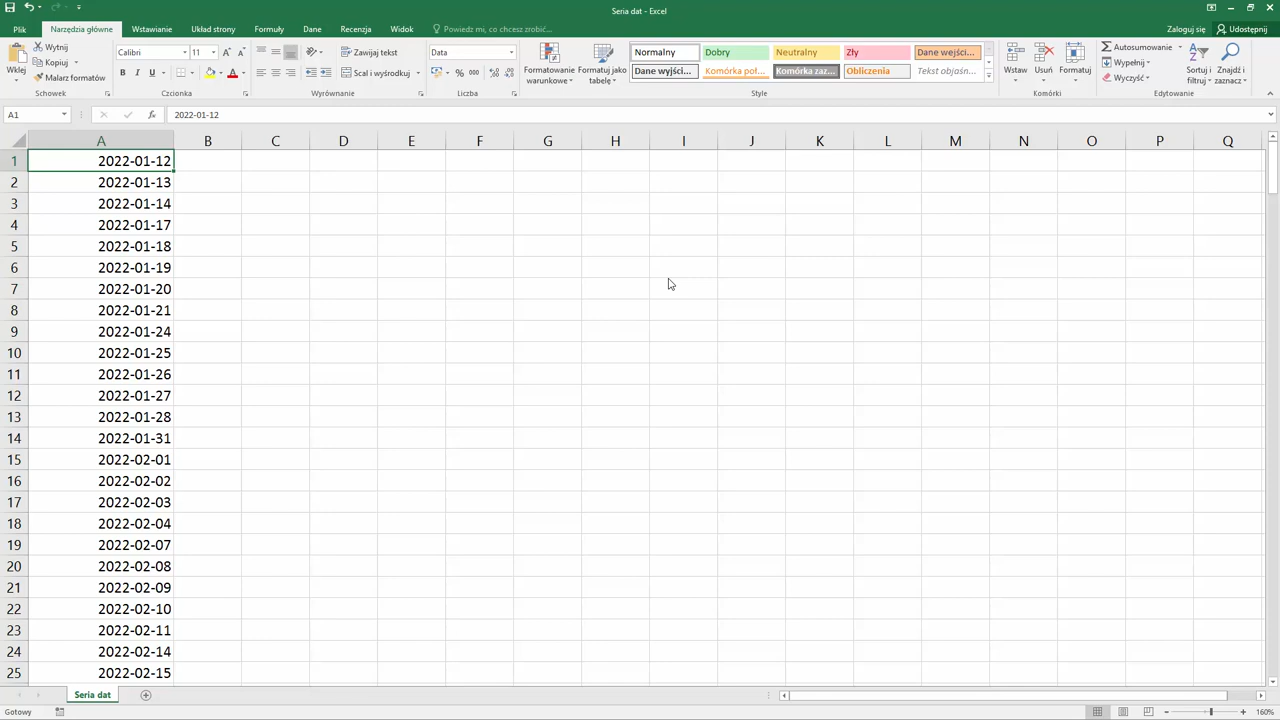 Seria dat - Excel
Plik Narzędzia główne Wstawianie Układ strony Formuły Dane Recenzja Widok Powiedz mi, co chcesz zrobić... Zaloguj się Udostępnij
Wklej
Wytnij
Kopiuj
Malarz formatów
Schowek
Calibri 11
B
Czcionka
Zawijaj tekst
Scal i wyśrodkuj
Wyrównanie
Data
% 000
Liczba
Formatowanie warunkowe
Formatuj jako tabelę
Normalny Dobry Neutralny Zły Dane wejści...
Dane wyjści... Komórka poł... Komórka zaz... Obliczenia Tekst objaśn...
Style
Wstaw Usuń Formatuj
Komórki
Autosumowanie
Wypełnij
Wyczyść
Sortuj i filtruj
Znajdź i zaznacz
Edytowanie
A1 fx 2022-01-12
A B C D E F G H I J K L M N O P Q
1 2022-01-12
2 2022-01-13
3 2022-01-14
4 2022-01-17
5 2022-01-18
6 2022-01-19
7 2022-01-20
8 2022-01-21
9 2022-01-24
10 2022-01-25
11 2022-01-26
12 2022-01-27
13 2022-01-28
14 2022-01-31
15 2022-02-01
16 2022-02-02
17 2022-02-03
18 2022-02-04
19 2022-02-07
20 2022-02-08
21 2022-02-09
22 2022-02-10
23 2022-02-11
24 2022-02-14
25 2022-02-15
Seria dat
Gotowy 160%